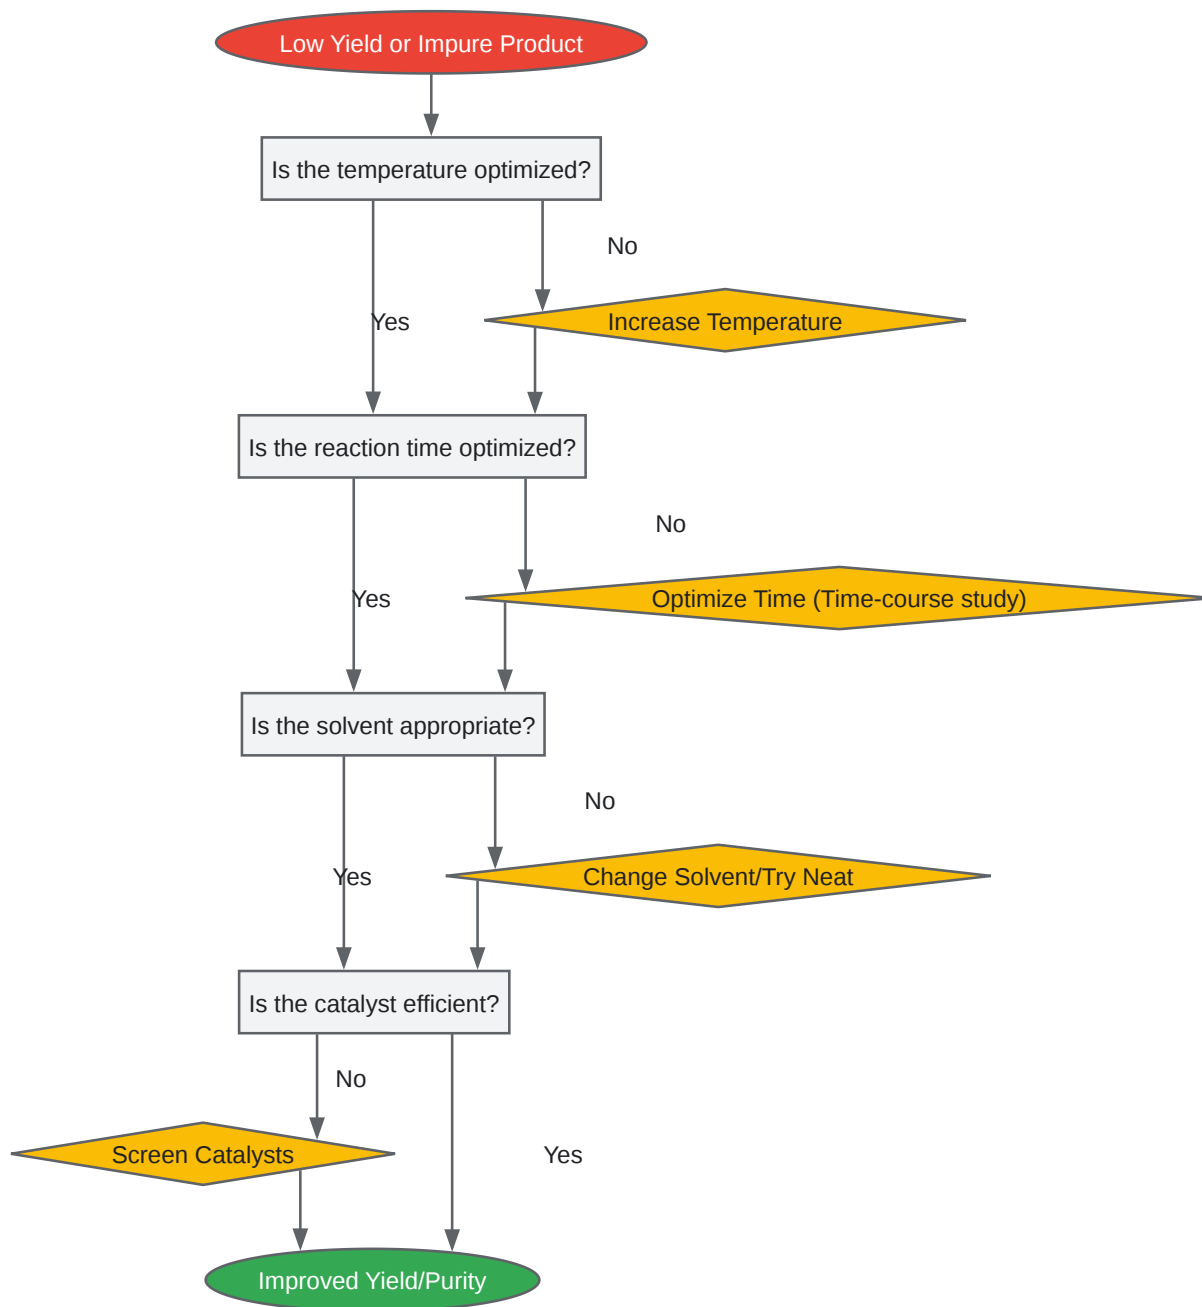 Low Yield or Impure Product
Is the temperature optimized?
No
Yes
Increase Temperature
Is the reaction time optimized?
No
Yes
Optimize Time (Time-course study)
Is the solvent appropriate?
No
Yes
Change Solvent/Try Neat
Is the catalyst efficient?
No
Screen Catalysts
Yes
Improved Yield/Purity